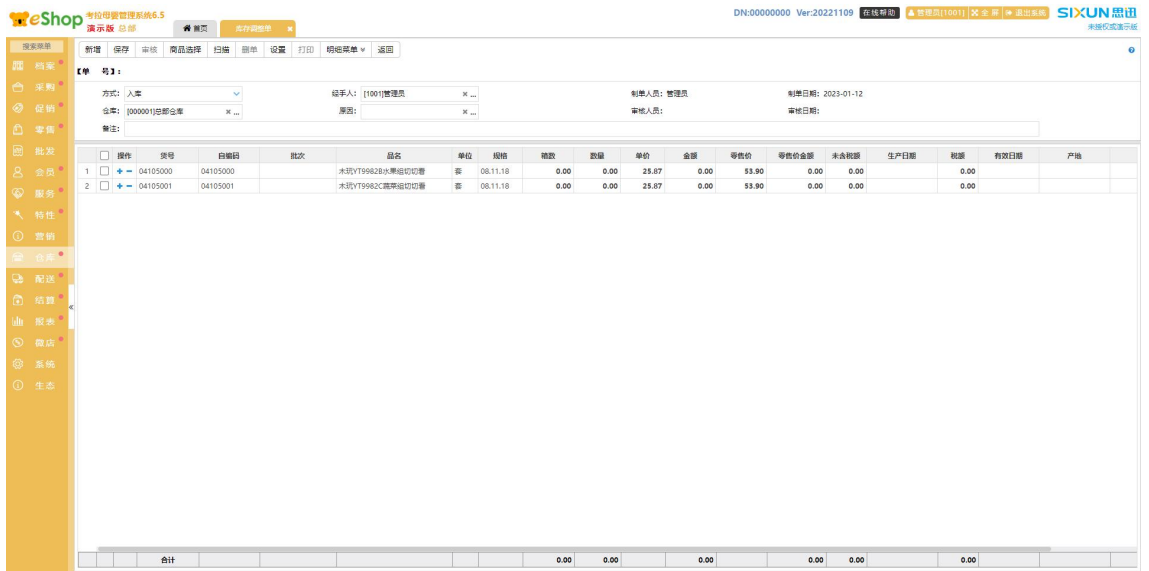 eShop 考拉母婴管理系统6.5
演示版 总部
首页 库存调整单 ×
DN:00000000 Ver:20221109 在线帮助 管理员[1001] 全 屏 退出系统 SIXUN思迅
未授权或演示版
搜索菜单
档案
采购
促销
零售
批发
会员
服务
特性
营销
仓库
配送
结算
报表
微店
系统
生态
新增 保存 审核 商品选择 扫描 删单 设置 打印 明细菜单 返回
【单 号】:
方式: 入库 经手人: [1001]管理员 × ... 制单人员: 管理员 制单日期: 2023-01-12
仓库: [000001]总部仓库 × ... 原因: × ... 审核人员: 审核日期:
备注:
操作 货号 自编码 批次 品名 单位 规格 箱数 数量 单价 金额 零售价 零售价金额 未含税额 生产日期 税额 有效日期 产地
1 + − 04105000 04105000 木玩YT9982B水果组切切看 套 08.11.18 0.00 0.00 25.87 0.00 53.90 0.00 0.00 0.00
2 + − 04105001 04105001 木玩YT9982C蔬菜组切切看 套 08.11.18 0.00 0.00 25.87 0.00 53.90 0.00 0.00 0.00
合计 0.00 0.00 0.00 0.00 0.00 0.00